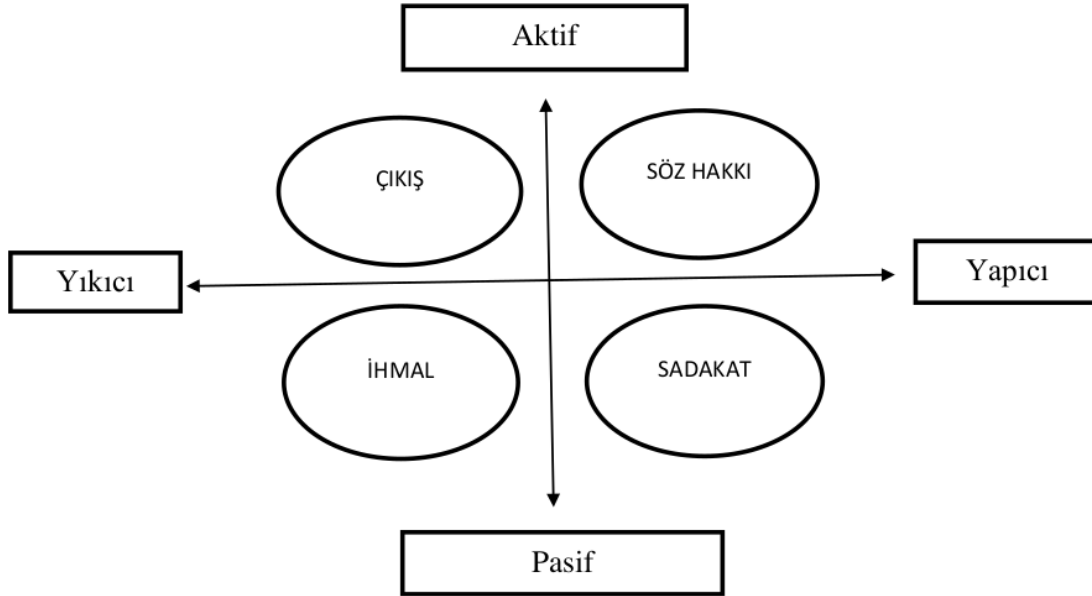 Aktif
ÇIKIŞ
SÖZ HAKKI
Yıkıcı
Yapıcı
İHMAL
SADAKAT
Pasif